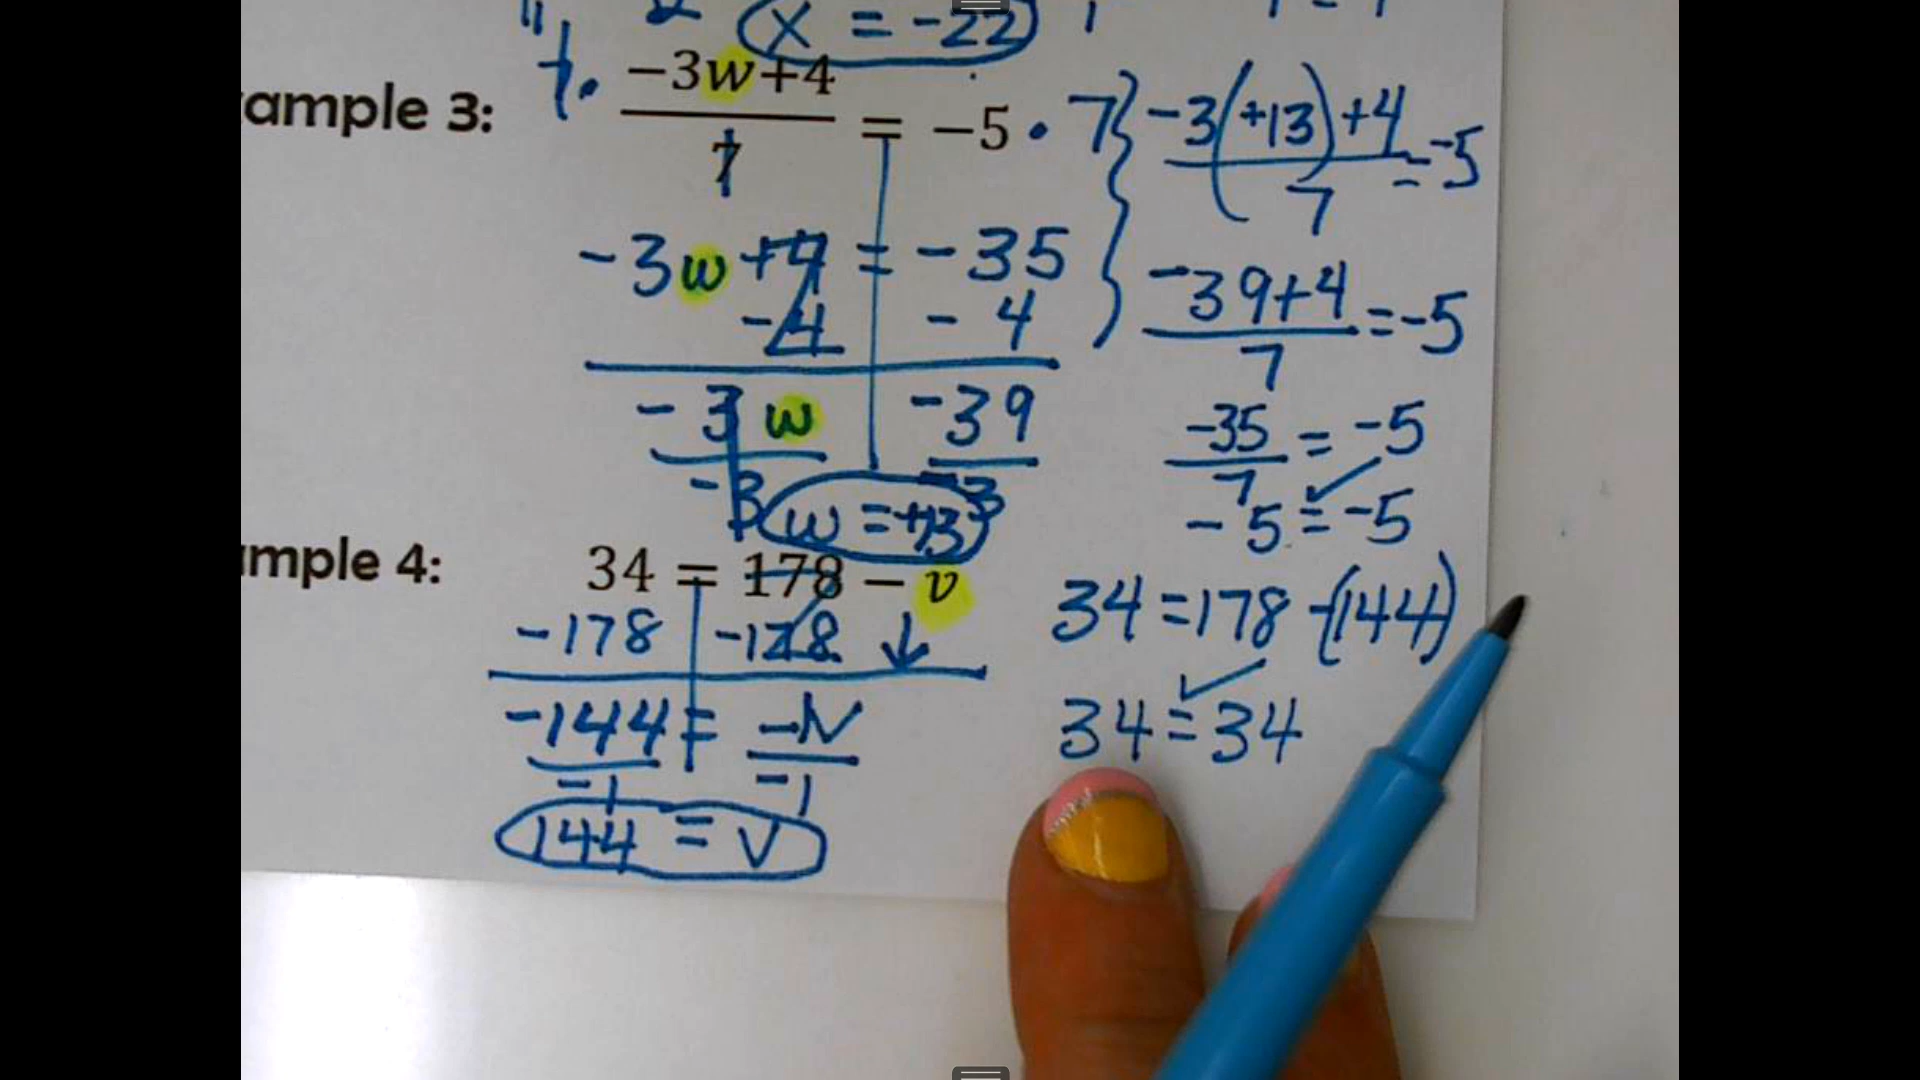 x = -22
ample 3:
7 · (-3w+4)/7 = -5 · 7
-3w +4 = -35
-4 - 4
-3w -39
-3 -3
w = +13
(-3(+13)+4)/7 = -5
(-39+4)/7 = -5
-35/7 = -5
-5 = -5
mple 4:
34 = 178 − v
-178 -178 ↓
-144 = -1v
-1 -1
144 = v
34 = 178 -(144)
34 = 34